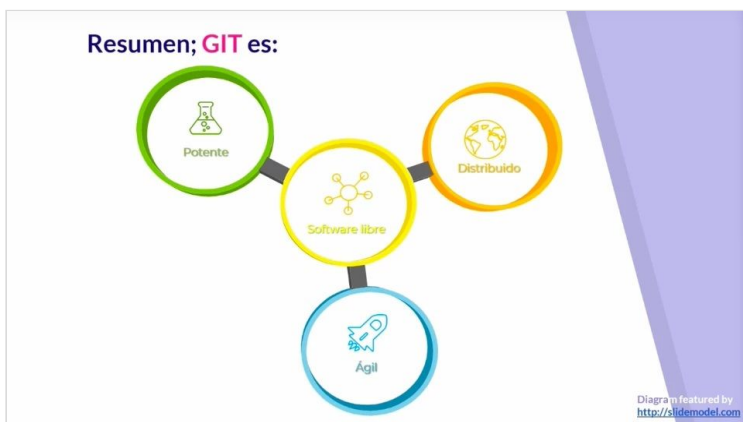 Resumen; GIT es:
Potente
Distribuido
Software libre
Ágil
Diagram featured by
http://slidemodel.com